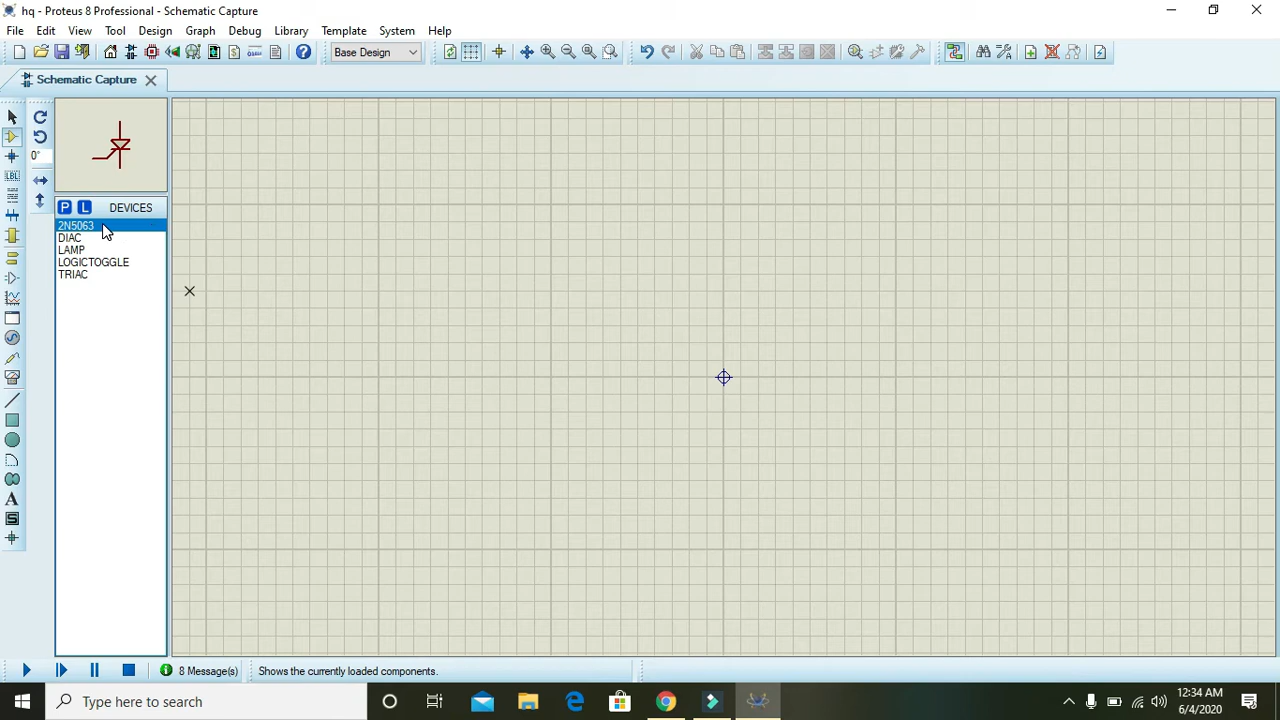 hq - Proteus 8 Professional - Schematic Capture
File Edit View Tool Design Graph Debug Library Template System Help
Base Design
Schematic Capture
0°
P L DEVICES
2N5063
DIAC
LAMP
LOGICTOGGLE
TRIAC
LBL
A
S
8 Message(s) Shows the currently loaded components.
Type here to search
12:34 AM
6/4/2020